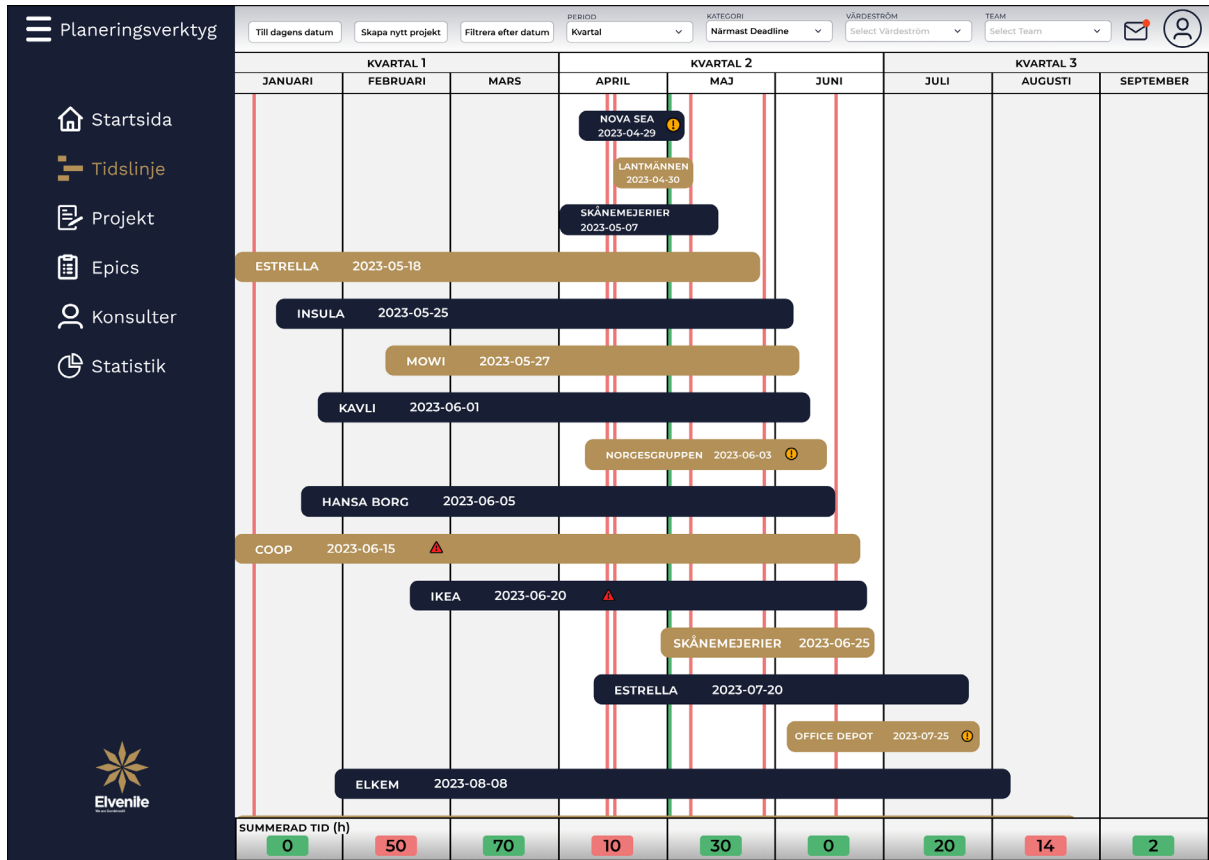 Planeringsverktyg
Till dagens datum
Skapa nytt projekt
Filtrera efter datum
PERIOD
Kvartal
KATEGORI
Närmast Deadline
VÄRDESTRÖM
Select Värdeström
TEAM
Select Team
Startsida
Tidslinje
Projekt
Epics
Konsulter
Statistik
Elvenite
KVARTAL 1 KVARTAL 2 KVARTAL 3
JANUARI FEBRUARI MARS APRIL MAJ JUNI JULI AUGUSTI SEPTEMBER
NOVA SEA
2023-04-29
LANTMÄNNEN
2023-04-30
SKÅNEMEJERIER
2023-05-07
ESTRELLA 2023-05-18
INSULA 2023-05-25
MOWI 2023-05-27
KAVLI 2023-06-01
NORGESGRUPPEN 2023-06-03
HANSA BORG 2023-06-05
COOP 2023-06-15
IKEA 2023-06-20
SKÅNEMEJERIER 2023-06-25
ESTRELLA 2023-07-20
OFFICE DEPOT 2023-07-25
ELKEM 2023-08-08
SUMMERAD TID (h)
0 50 70 10 30 0 20 14 2